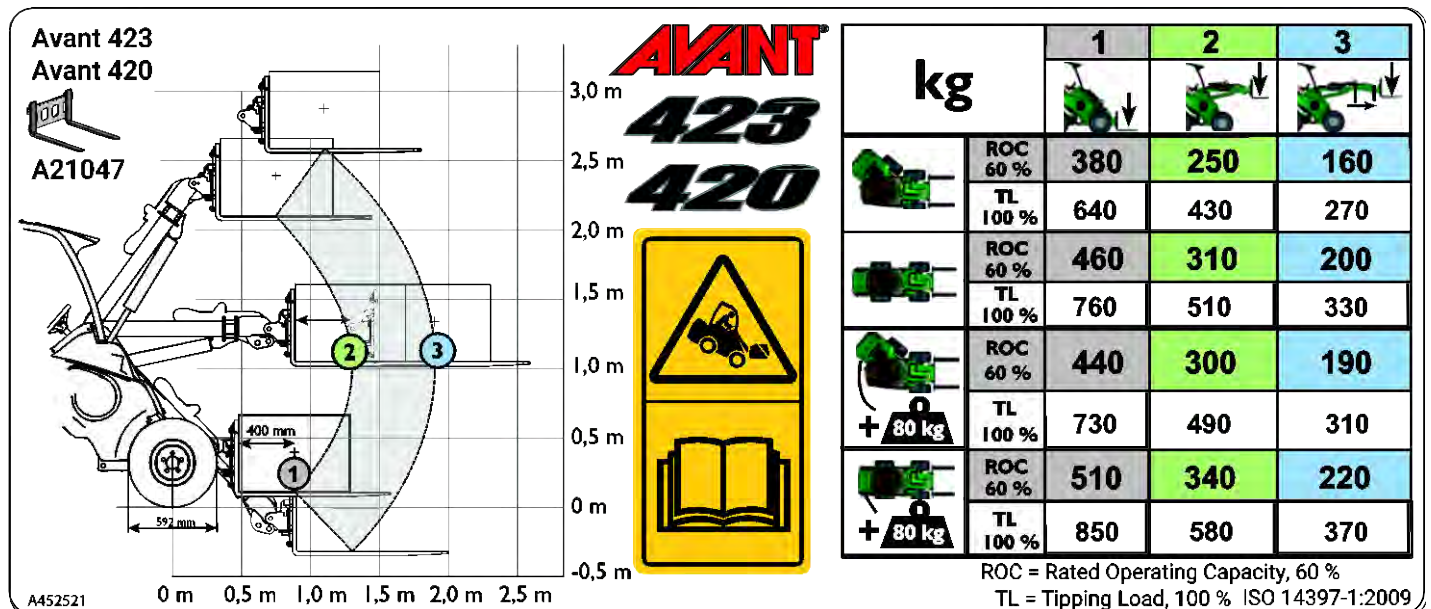 Avant 423
Avant 420
A21047
3,0 m
2,5 m
2,0 m
1,5 m
1,0 m
0,5 m
0 m
-0,5 m
2
3
400 mm
1
592 mm
0 m 0,5 m 1,0 m 1,5 m 2,0 m 2,5 m
A452521
AVANT®
423
420
kg 1 2 3
ROC 60 % 380 250 160
TL 100 % 640 430 270
ROC 60 % 460 310 200
TL 100 % 760 510 330
ROC 60 % 440 300 190
+ 80 kg TL 100 % 730 490 310
ROC 60 % 510 340 220
+ 80 kg TL 100 % 850 580 370
ROC = Rated Operating Capacity, 60 %
TL = Tipping Load, 100 % ISO 14397-1:2009